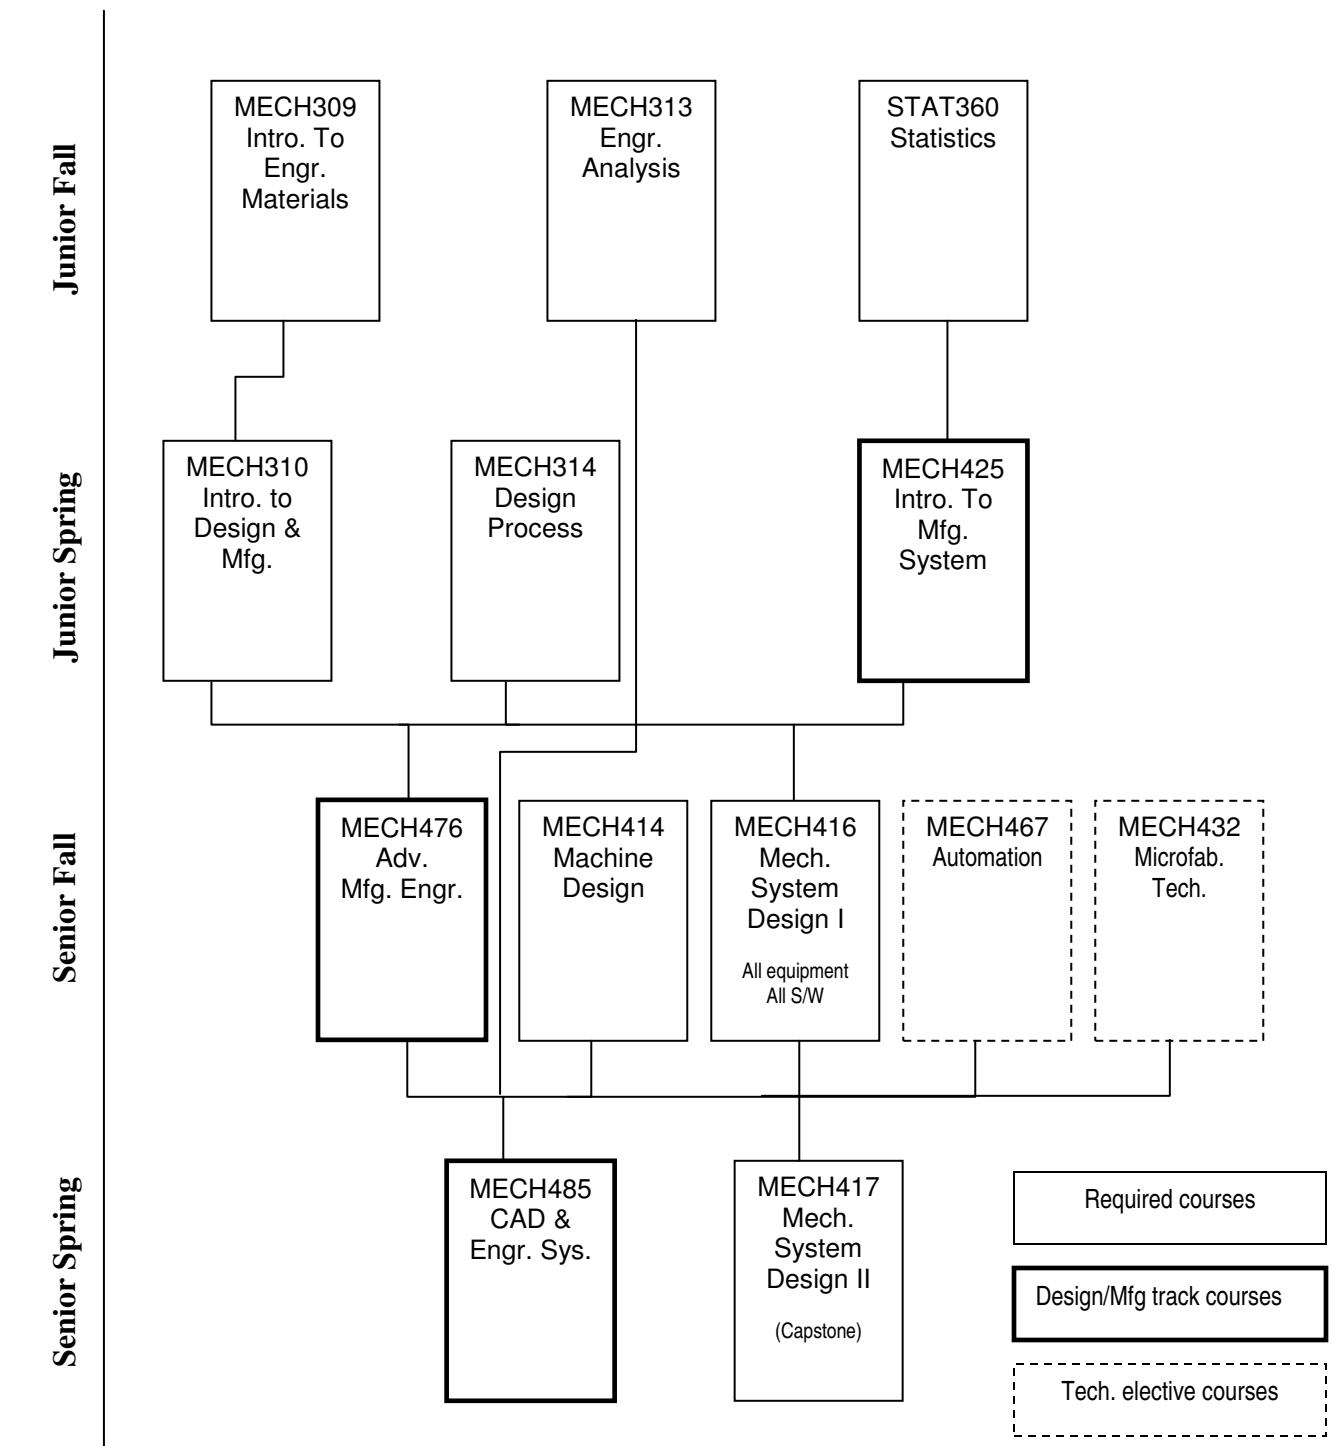 Junior Fall
MECH309
Intro. To
Engr.
Materials
MECH313
Engr.
Analysis
STAT360
Statistics
Junior Spring
MECH310
Intro. to
Design &
Mfg.
MECH314
Design
Process
MECH425
Intro. To
Mfg.
System
Senior Fall
MECH476
Adv.
Mfg. Engr.
MECH414
Machine
Design
MECH416
Mech.
System
Design I
All equipment
All S/W
MECH467
Automation
MECH432
Microfab.
Tech.
Senior Spring
MECH485
CAD &
Engr. Sys.
MECH417
Mech.
System
Design II
(Capstone)
Required courses
Design/Mfg track courses
Tech. elective courses